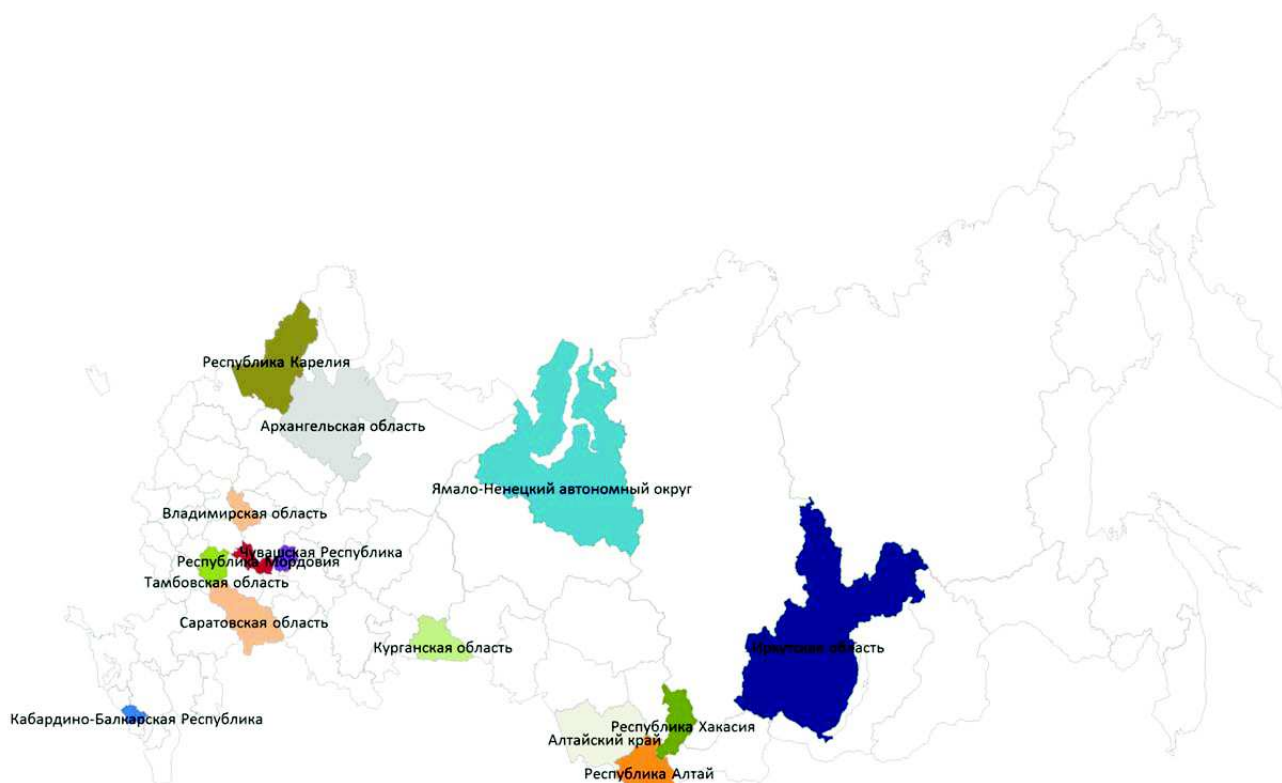 Республика Карелия
Архангельская область
Ямало-Ненецкий автономный округ
Владимирская область
Чувашская Республика
Республика Мордовия
Тамбовская область
Саратовская область
Курганская область
Иркутская область
Кабардино-Балкарская Республика
Республика Хакасия
Алтайский край
Республика Алтай